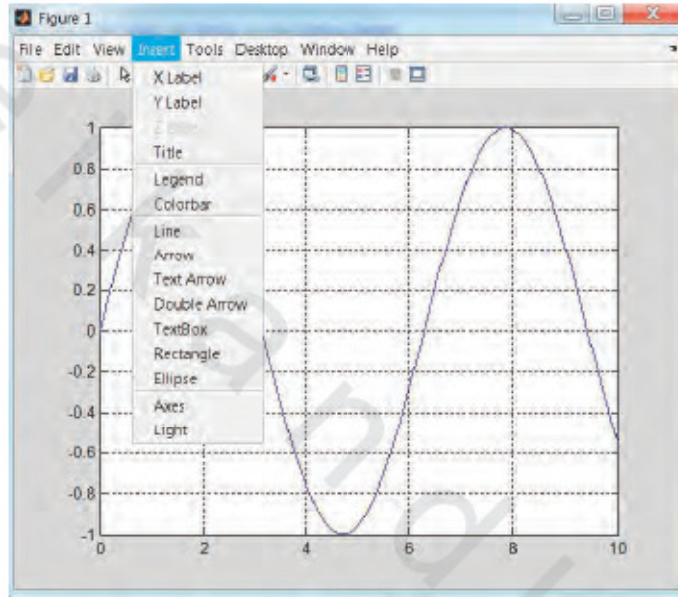 Figure 1
File Edit View Insert Tools Desktop Window Help
X Label
Y Label
Title
Legend
Colorbar
Line
Arrow
Text Arrow
Double Arrow
TextBox
Rectangle
Ellipse
Axes
Light
1
0.8
0.6
0.4
0.2
0
-0.2
-0.4
-0.6
-0.8
-1
0 2 4 6 8 10